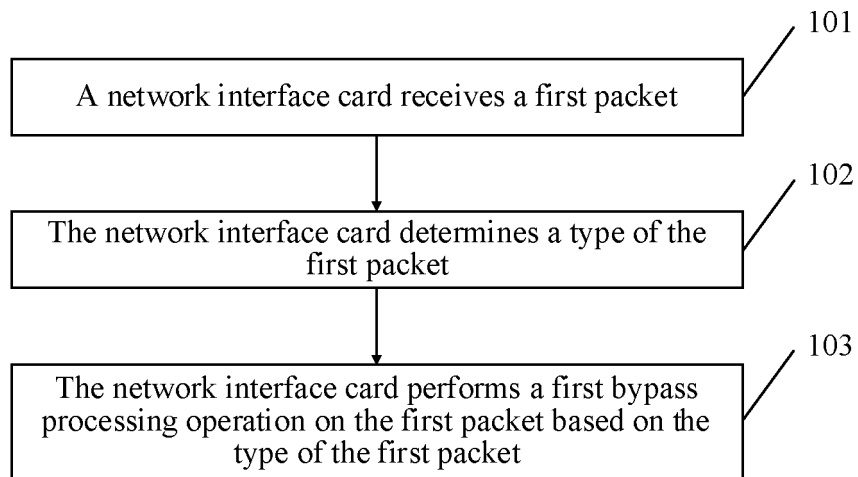 101
A network interface card receives a first packet
102
The network interface card determines a type of the
first packet
103
The network interface card performs a first bypass
processing operation on the first packet based on the
type of the first packet